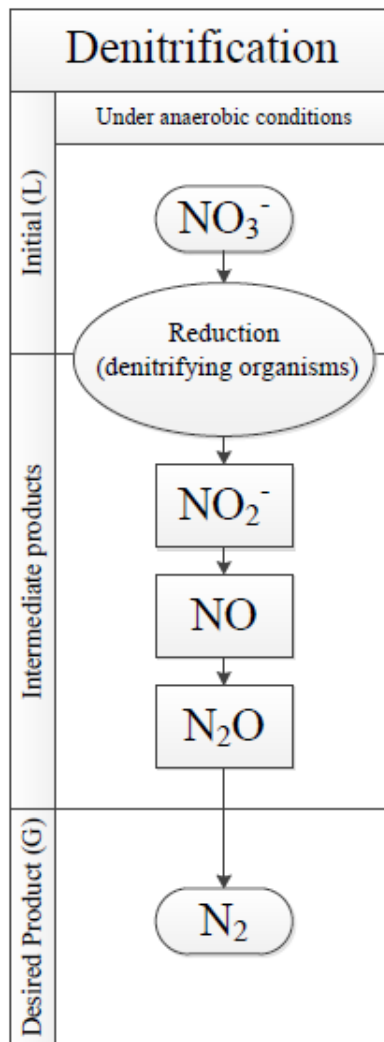 Denitrification
Under anaerobic conditions
Initial (L)
NO₃⁻
Reduction
(denitrifying organisms)
Intermediate products
NO₂⁻
NO
N₂O
Desired Product (G)
N₂